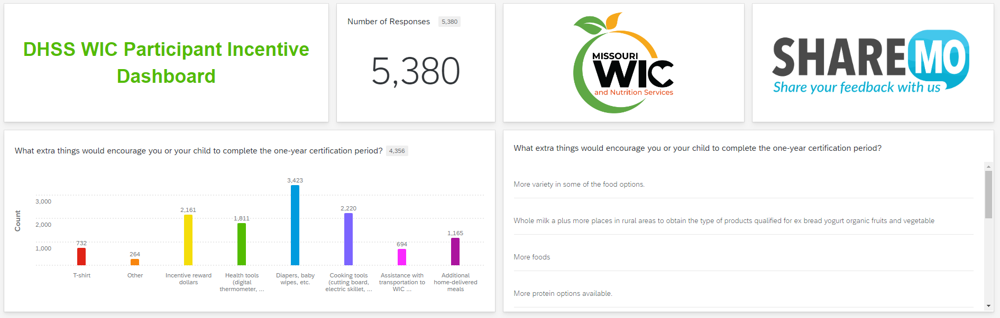 DHSS WIC Participant Incentive
Dashboard
Number of Responses 5,380
5,380
MISSOURI
WIC
and Nutrition Services
SHARE MO
Share your feedback with us
What extra things would encourage you or your child to complete the one-year certification period? 4,356
Count
3,000
2,000
1,000
732
264
2,161
1,811
3,423
2,220
694
1,165
T-shirt
Other
Incentive reward
dollars
Health tools
(digital
thermometer, ...
Diapers, baby
wipes, etc.
Cooking tools
(cutting board,
electric skillet, ...
Assistance with
transportation to
WIC ...
Additional
home-delivered
meals
What extra things would encourage you or your child to complete the one-year certification period?
More variety in some of the food options.
Whole milk a plus more places in rural areas to obtain the type of products qualified for ex bread yogurt organic fruits and vegetable
More foods
More protein options available.